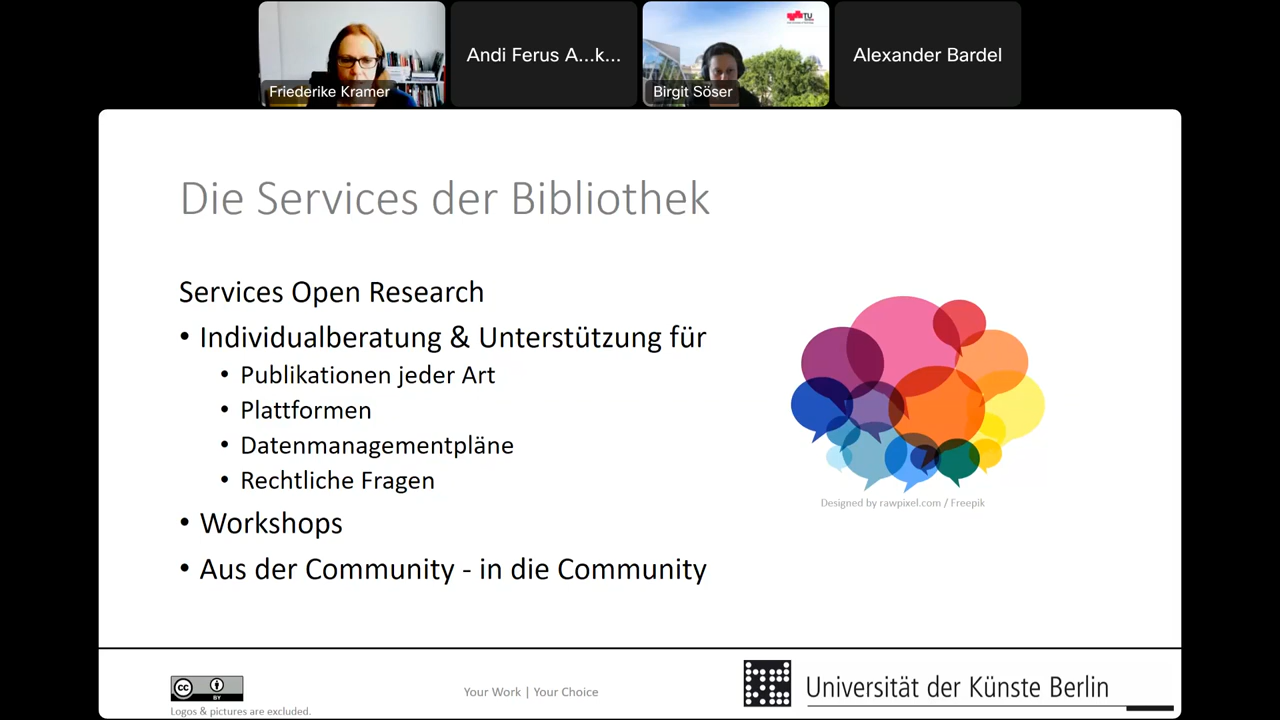 Friederike Kramer
Andi Ferus A...k...
TU
Birgit Söser
Alexander Bardel
Die Services der Bibliothek
Services Open Research
• Individualberatung & Unterstützung für
• Publikationen jeder Art
• Plattformen
• Datenmanagementpläne
• Rechtliche Fragen
• Workshops
• Aus der Community - in die Community
Designed by rawpixel.com / Freepik
CC BY
Logos & pictures are excluded.
Your Work | Your Choice
Universität der Künste Berlin